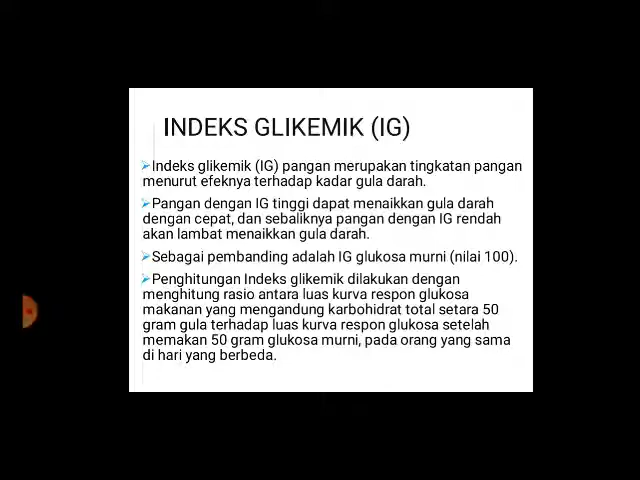 INDEKS GLIKEMIK (IG)
➢Indeks glikemik (IG) pangan merupakan tingkatan pangan
menurut efeknya terhadap kadar gula darah.
➢Pangan dengan IG tinggi dapat menaikkan gula darah
dengan cepat, dan sebaliknya pangan dengan IG rendah
akan lambat menaikkan gula darah.
➢Sebagai pembanding adalah IG glukosa murni (nilai 100).
➢Penghitungan Indeks glikemik dilakukan dengan
menghitung rasio antara luas kurva respon glukosa
makanan yang mengandung karbohidrat total setara 50
gram gula terhadap luas kurva respon glukosa setelah
memakan 50 gram glukosa murni, pada orang yang sama
di hari yang berbeda.